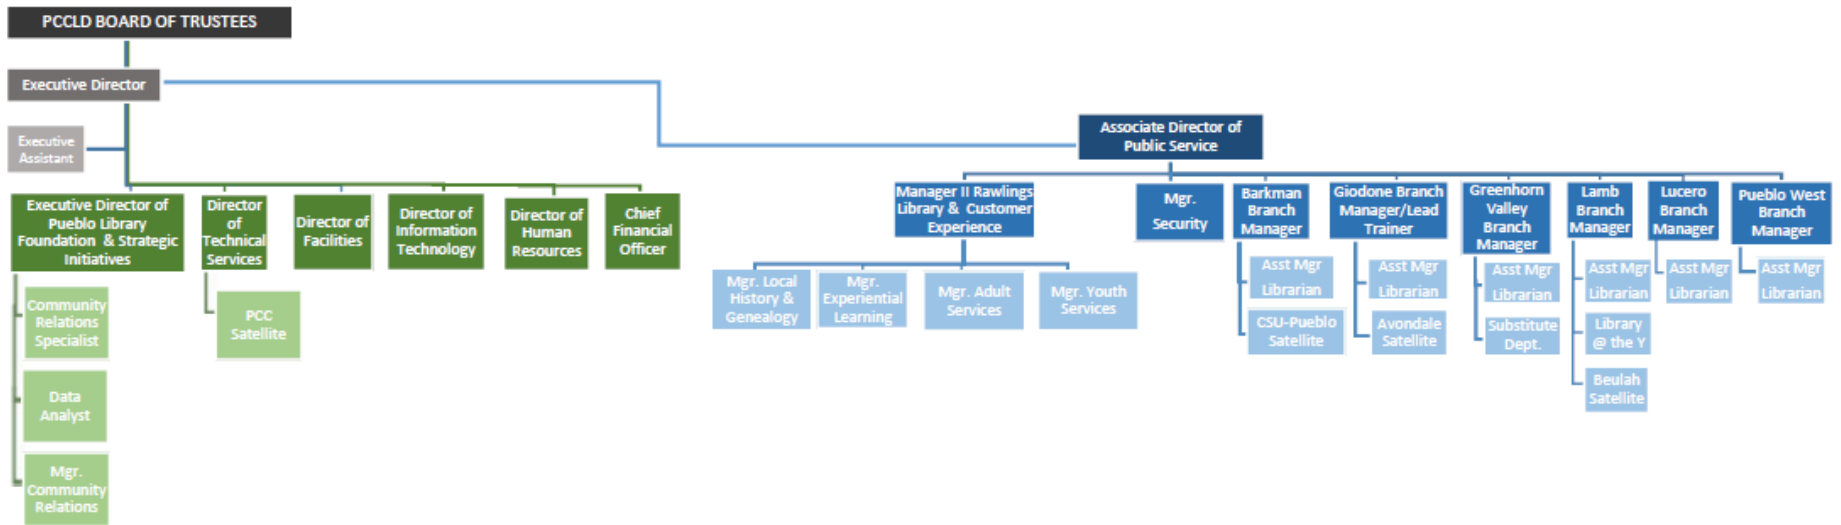 PCCLD BOARD OF TRUSTEES
Executive Director
Executive
Assistant
Associate Director of
Public Service
Executive Director of
Pueblo Library
Foundation & Strategic
Initiatives
Director
of
Technical
Services
Director of
Facilities
Director of
Information
Technology
Director of
Human
Resources
Chief
Financial
Officer
Manager II Rawlings
Library & Customer
Experience
Mgr.
Security
Barkman
Branch
Manager
Giodone Branch
Manager/Lead
Trainer
Greenhorn
Valley
Branch
Manager
Lamb
Branch
Manager
Lucero
Branch
Manager
Pueblo West
Branch
Manager
Community
Relations
Specialist
Data
Analyst
Mgr.
Community
Relations
PCC
Satellite
Mgr. Local
History &
Genealogy
Mgr.
Experiential
Learning
Mgr. Adult
Services
Mgr. Youth
Services
Asst Mgr
Librarian
CSU-Pueblo
Satellite
Asst Mgr
Librarian
Avondale
Satellite
Asst Mgr
Librarian
Substitute
Dept.
Asst Mgr
Librarian
Library
@ the Y
Beulah
Satellite
Asst Mgr
Librarian
Asst Mgr
Librarian